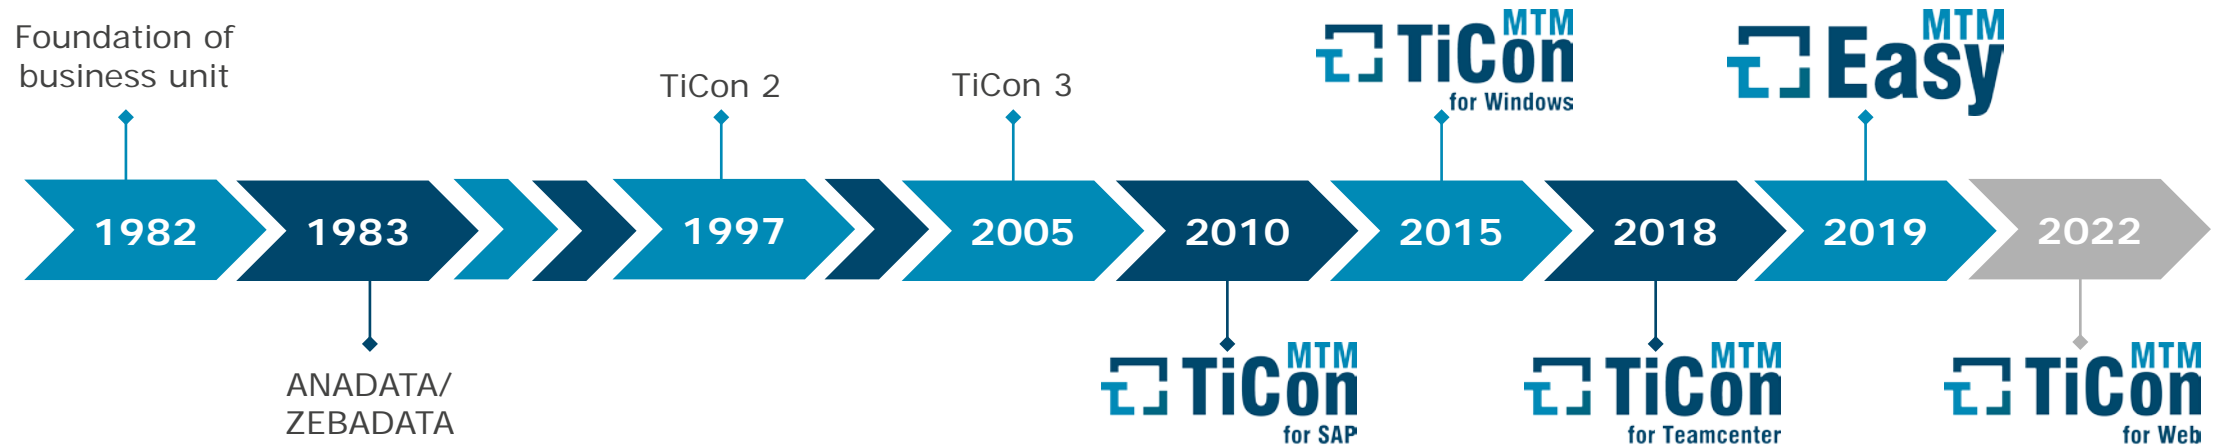 Foundation of
business unit
TiCon 2
TiCon 3
MTM
TiCon
for Windows
MTM
Easy
1982
1983
1997
2005
2010
2015
2018
2019
2022
ANADATA/
ZEBADATA
MTM
TiCon
for SAP
MTM
TiCon
for Teamcenter
MTM
TiCon
for Web